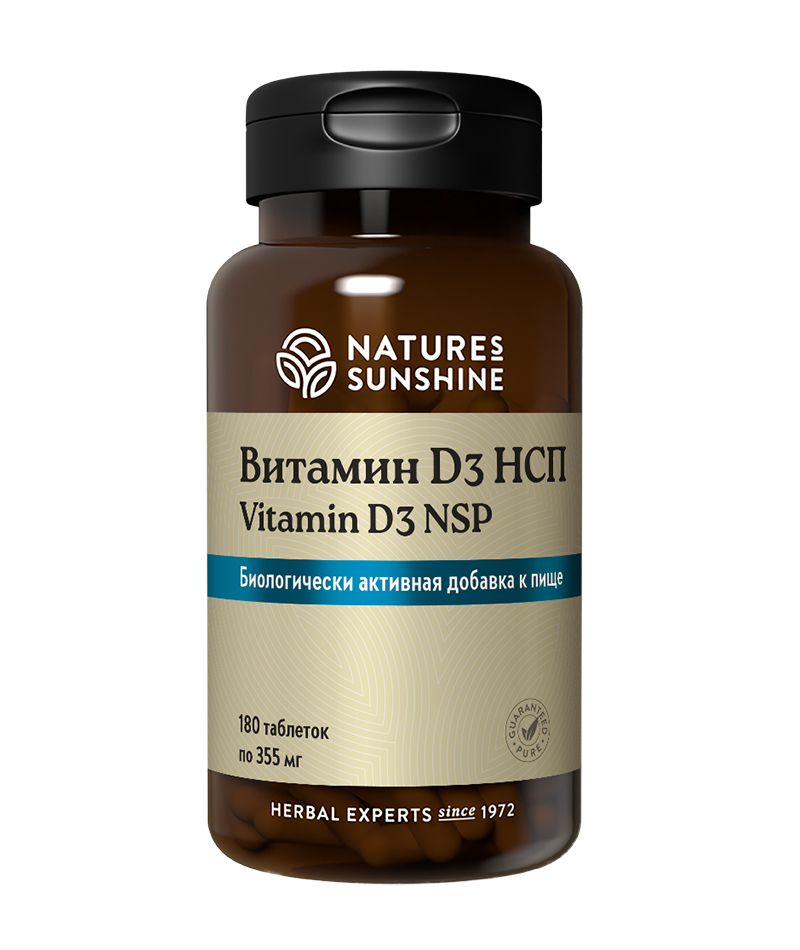 NATURES
SUNSHINE
Витамин D3 НСП
Vitamin D3 NSP
Биологически активная добавка к пище
180 таблеток
по 355 мг
GUARANTEED
PURE
HERBAL EXPERTS since 1972